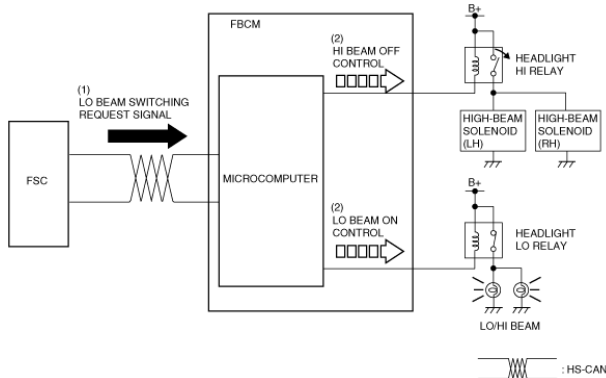 FBCM
(1)
LO BEAM SWITCHING
REQUEST SIGNAL
FSC
MICROCOMPUTER
(2)
HI BEAM OFF
CONTROL
(2)
LO BEAM ON
CONTROL
B+
HEADLIGHT
HI RELAY
HIGH-BEAM
SOLENOID
(LH)
HIGH-BEAM
SOLENOID
(RH)
B+
HEADLIGHT
LO RELAY
LO/HI BEAM
: HS-CAN